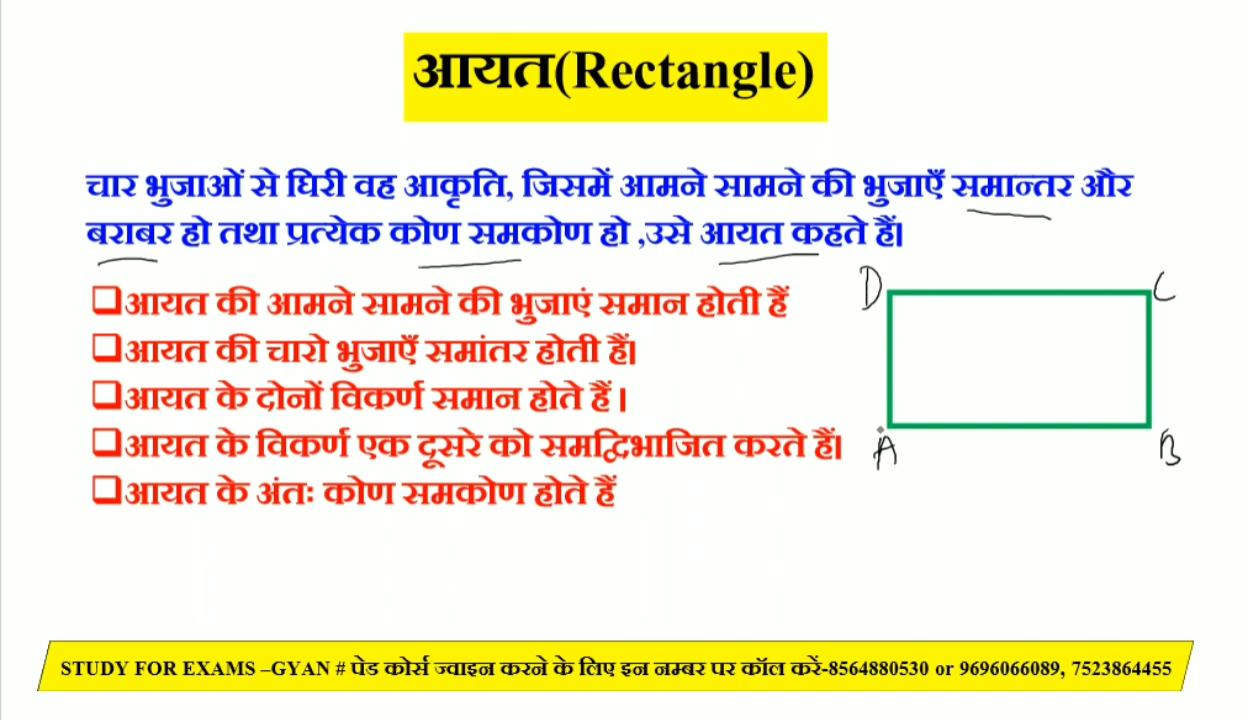 आयत(Rectangle)
चार भुजाओं से घिरी वह आकृति, जिसमें आमने सामने की भुजाएँ समान्तर और
बराबर हो तथा प्रत्येक कोण समकोण हो ,उसे आयत कहते हैं।
❑आयत की आमने सामने की भुजाएं समान होती हैं
❑आयत की चारो भुजाएँ समांतर होती हैं।
❑आयत के दोनों विकर्ण समान होते हैं ।
❑आयत के विकर्ण एक दूसरे को समद्विभाजित करते हैं।
❑आयत के अंतः कोण समकोण होते हैं
D C
A B
STUDY FOR EXAMS –GYAN # पेड कोर्स ज्वाइन करने के लिए इन नम्बर पर कॉल करें-8564880530 or 9696066089, 7523864455